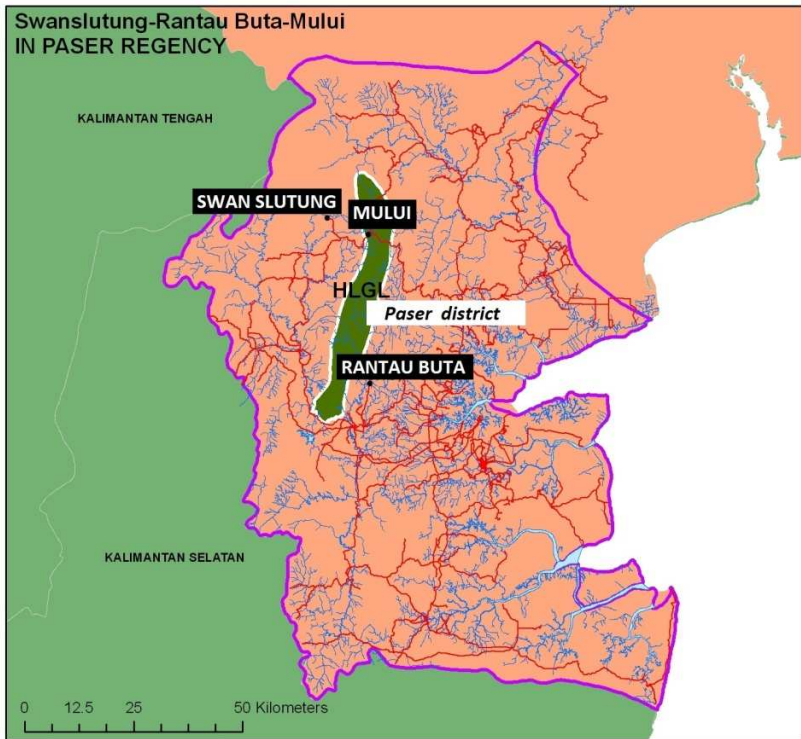 Swanslutung-Rantau Buta-Mului
IN PASER REGENCY
KALIMANTAN TENGAH
SWAN SLUTUNG
MULUI
HLGL
Paser district
RANTAU BUTA
KALIMANTAN SELATAN
0 12.5 25 50 Kilometers